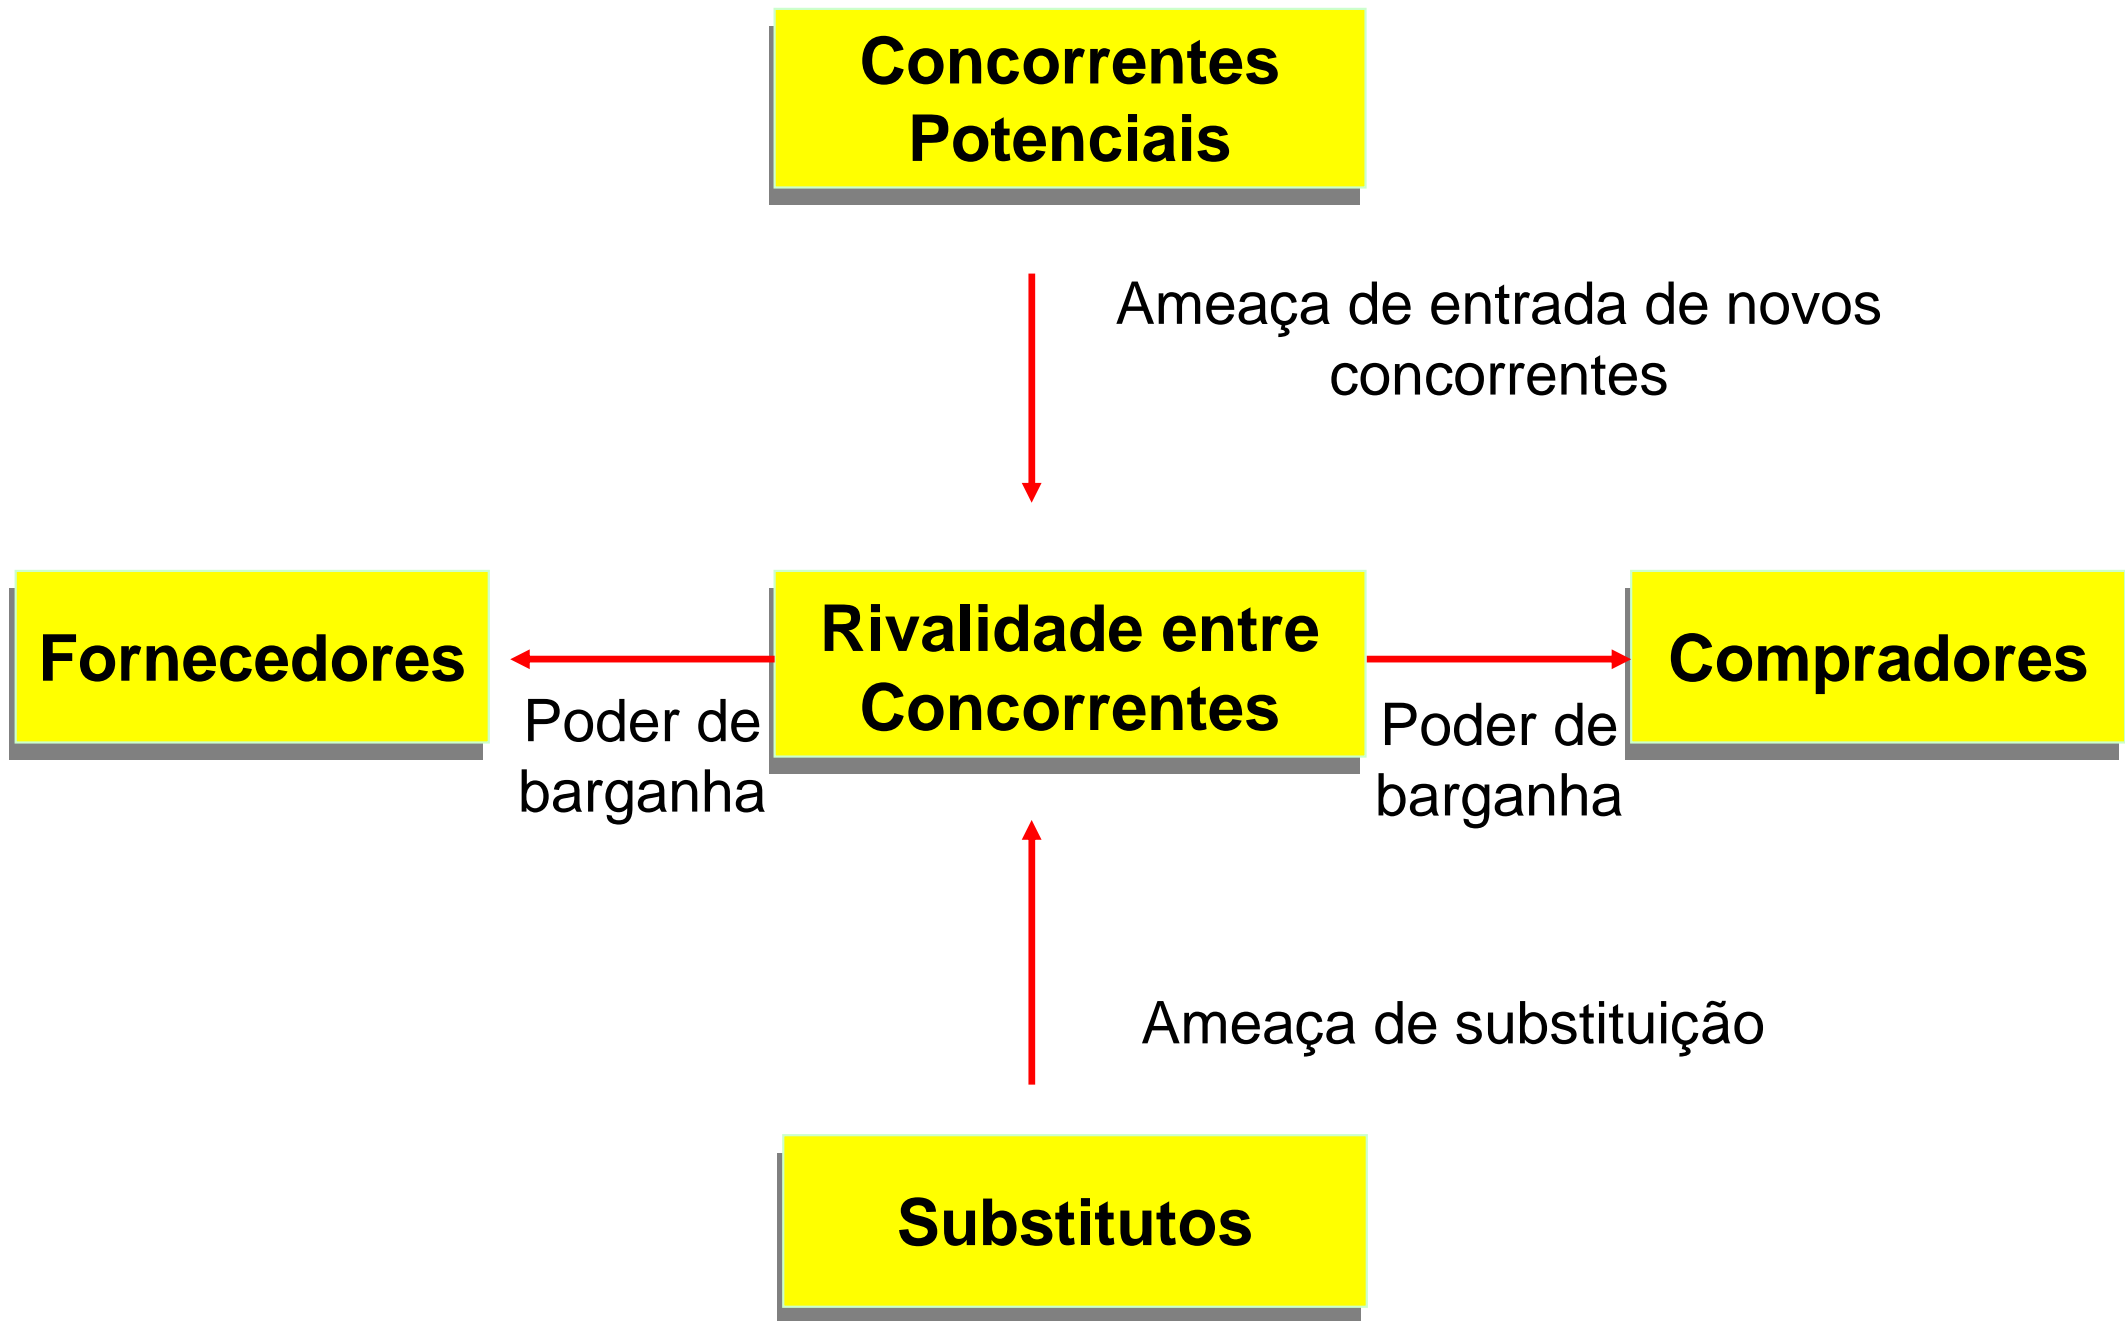 Concorrentes
Potenciais
Ameaça de entrada de novos
concorrentes
Fornecedores
Poder de
barganha
Rivalidade entre
Concorrentes
Poder de
barganha
Compradores
Ameaça de substituição
Substitutos